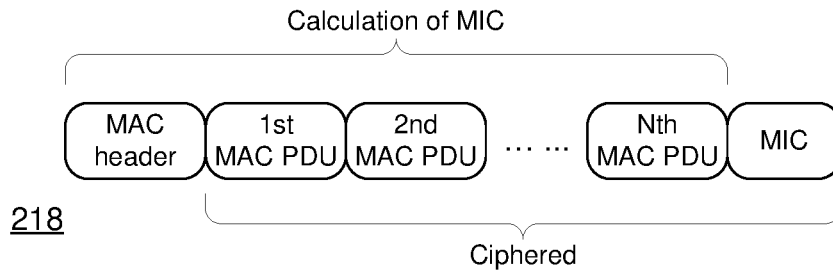 Calculation of MIC
MAC header
1st MAC PDU
2nd MAC PDU
... ...
Nth MAC PDU
MIC
218
Ciphered